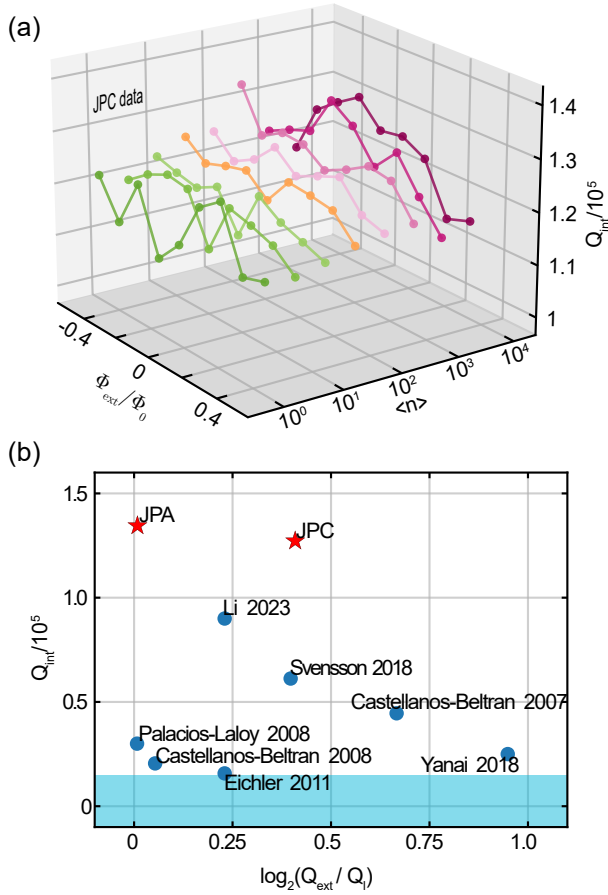 (a)
JPC data
1.4
1.3
1.2
1.1
1
Q_int/10^5
-0.4
0
0.4
Φ_ext/Φ_0
10^0
10^1
10^2
10^3
10^4
<n>
(b)
1.5
1.0
0.5
0
Q_int/10^5
JPA
JPC
Li 2023
Svensson 2018
Castellanos-Beltran 2007
Palacios-Laloy 2008
Castellanos-Beltran 2008
Yanai 2018
Eichler 2011
0
0.25
0.5
0.75
1.0
log_2(Q_ext / Q_l)